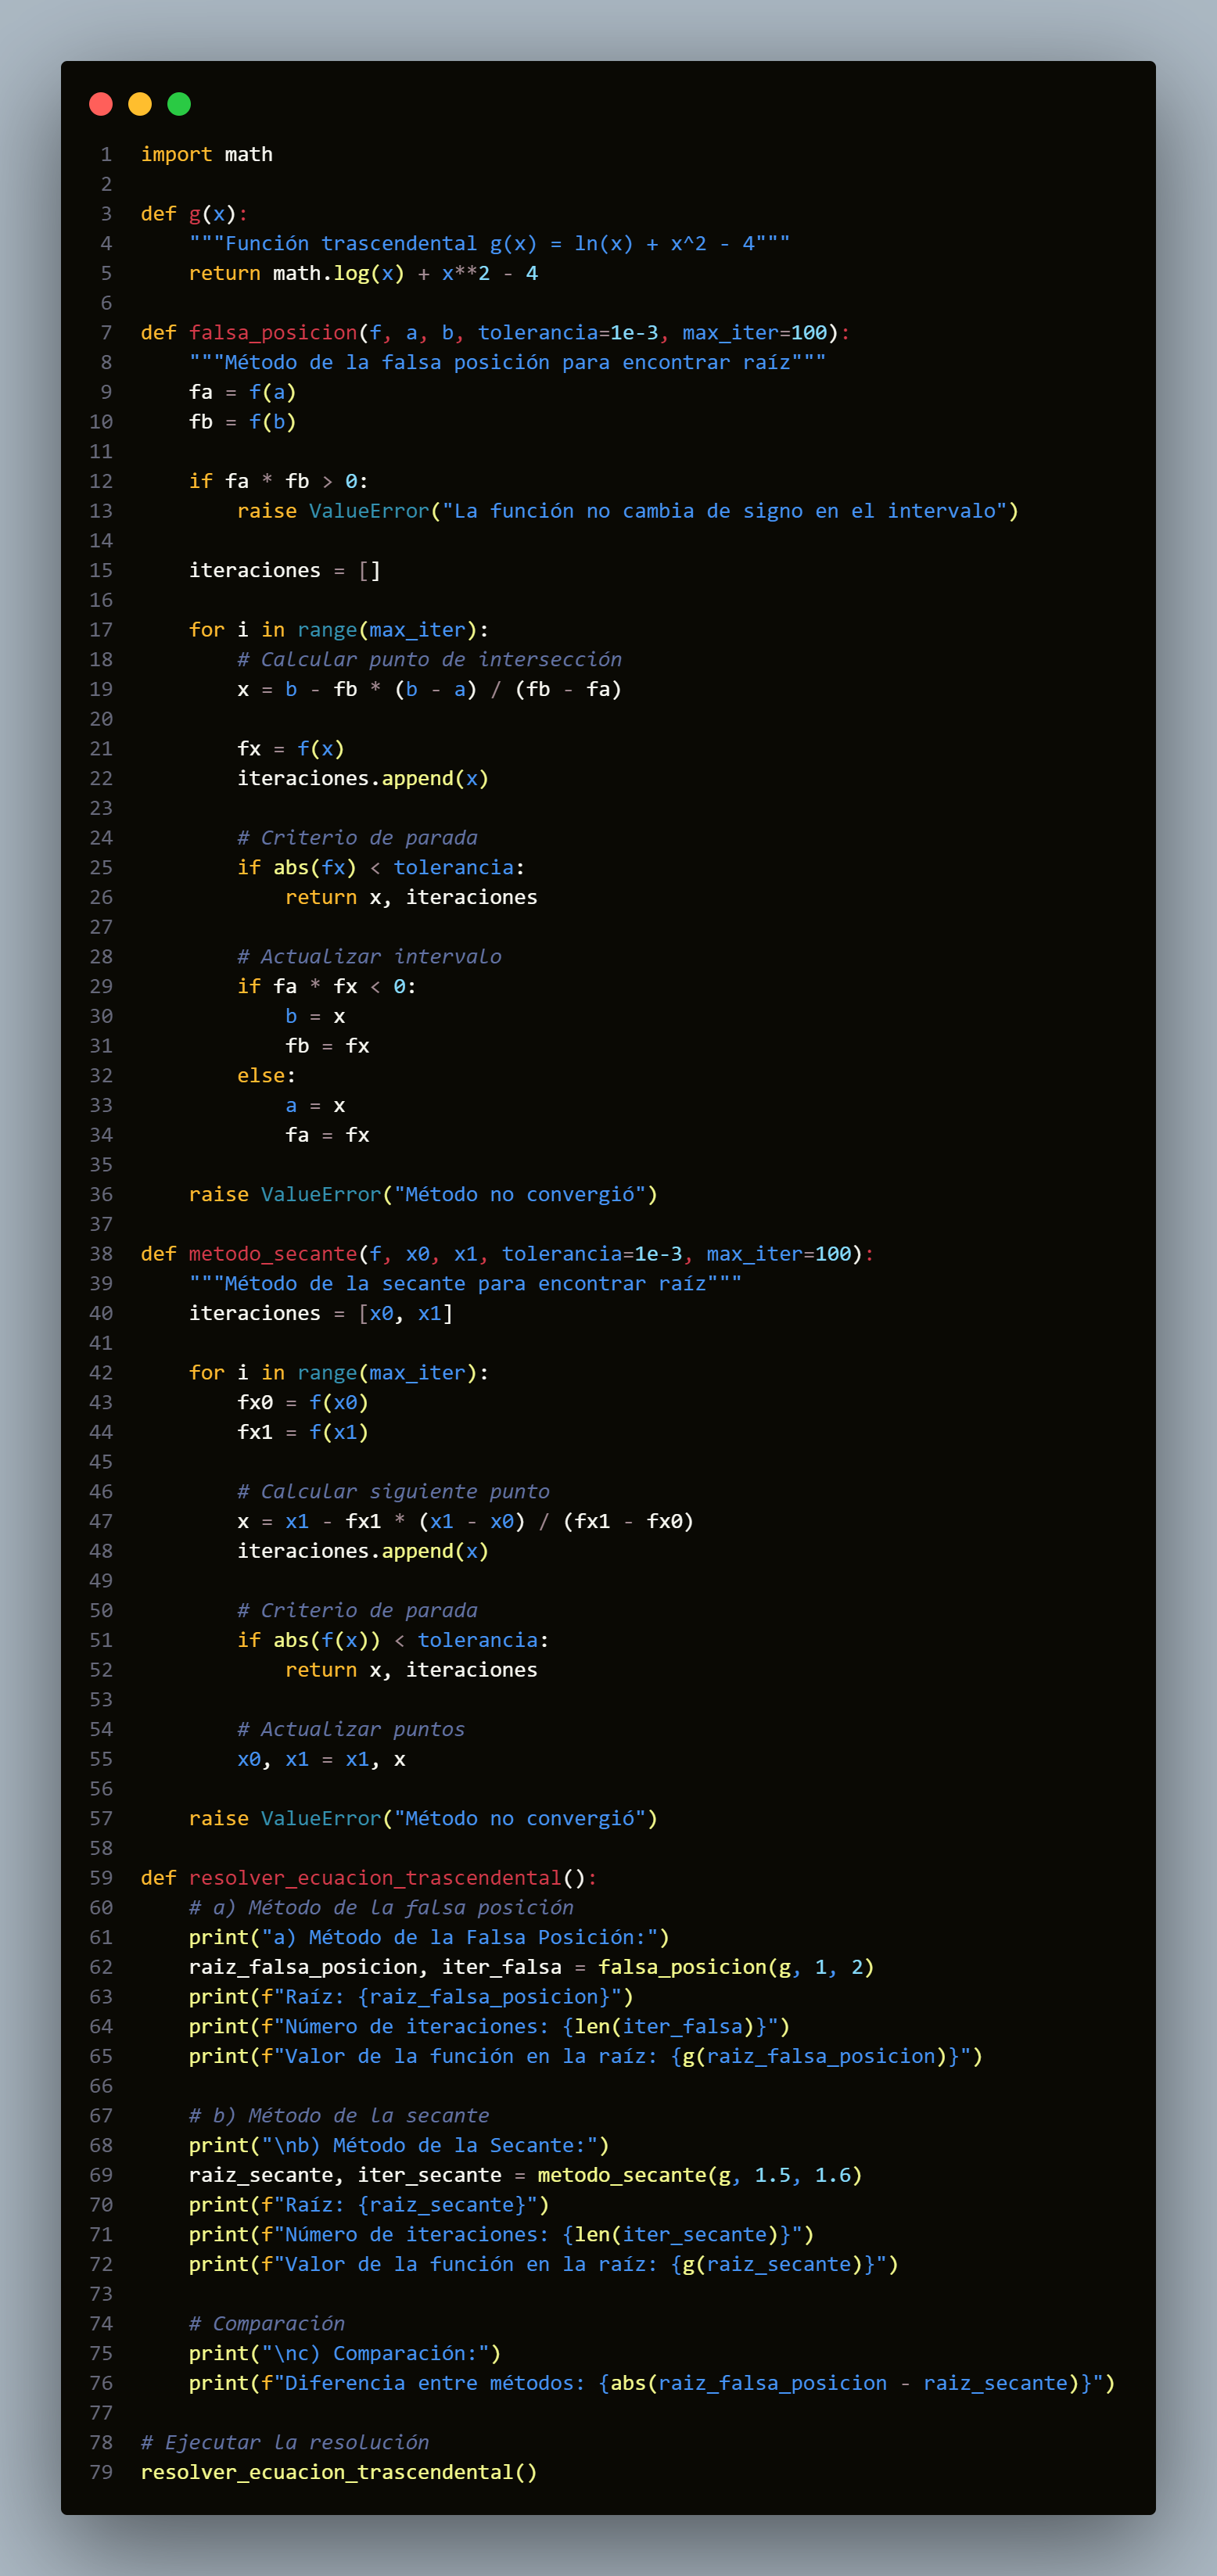 1 import math
2
3 def g(x):
4     """Función trascendental g(x) = ln(x) + x^2 - 4"""
5     return math.log(x) + x**2 - 4
6
7 def falsa_posicion(f, a, b, tolerancia=1e-3, max_iter=100):
8     """Método de la falsa posición para encontrar raíz"""
9     fa = f(a)
10     fb = f(b)
11
12     if fa * fb > 0:
13         raise ValueError("La función no cambia de signo en el intervalo")
14
15     iteraciones = []
16
17     for i in range(max_iter):
18         # Calcular punto de intersección
19         x = b - fb * (b - a) / (fb - fa)
20
21         fx = f(x)
22         iteraciones.append(x)
23
24         # Criterio de parada
25         if abs(fx) < tolerancia:
26             return x, iteraciones
27
28         # Actualizar intervalo
29         if fa * fx < 0:
30             b = x
31             fb = fx
32         else:
33             a = x
34             fa = fx
35
36     raise ValueError("Método no convergió")
37
38 def metodo_secante(f, x0, x1, tolerancia=1e-3, max_iter=100):
39     """Método de la secante para encontrar raíz"""
40     iteraciones = [x0, x1]
41
42     for i in range(max_iter):
43         fx0 = f(x0)
44         fx1 = f(x1)
45
46         # Calcular siguiente punto
47         x = x1 - fx1 * (x1 - x0) / (fx1 - fx0)
48         iteraciones.append(x)
49
50         # Criterio de parada
51         if abs(f(x)) < tolerancia:
52             return x, iteraciones
53
54         # Actualizar puntos
55         x0, x1 = x1, x
56
57     raise ValueError("Método no convergió")
58
59 def resolver_ecuacion_trascendental():
60     # a) Método de la falsa posición
61     print("a) Método de la Falsa Posición:")
62     raiz_falsa_posicion, iter_falsa = falsa_posicion(g, 1, 2)
63     print(f"Raíz: {raiz_falsa_posicion}")
64     print(f"Número de iteraciones: {len(iter_falsa)}")
65     print(f"Valor de la función en la raíz: {g(raiz_falsa_posicion)}")
66
67     # b) Método de la secante
68     print("\nb) Método de la Secante:")
69     raiz_secante, iter_secante = metodo_secante(g, 1.5, 1.6)
70     print(f"Raíz: {raiz_secante}")
71     print(f"Número de iteraciones: {len(iter_secante)}")
72     print(f"Valor de la función en la raíz: {g(raiz_secante)}")
73
74     # Comparación
75     print("\nc) Comparación:")
76     print(f"Diferencia entre métodos: {abs(raiz_falsa_posicion - raiz_secante)}")
77
78 # Ejecutar la resolución
79 resolver_ecuacion_trascendental()